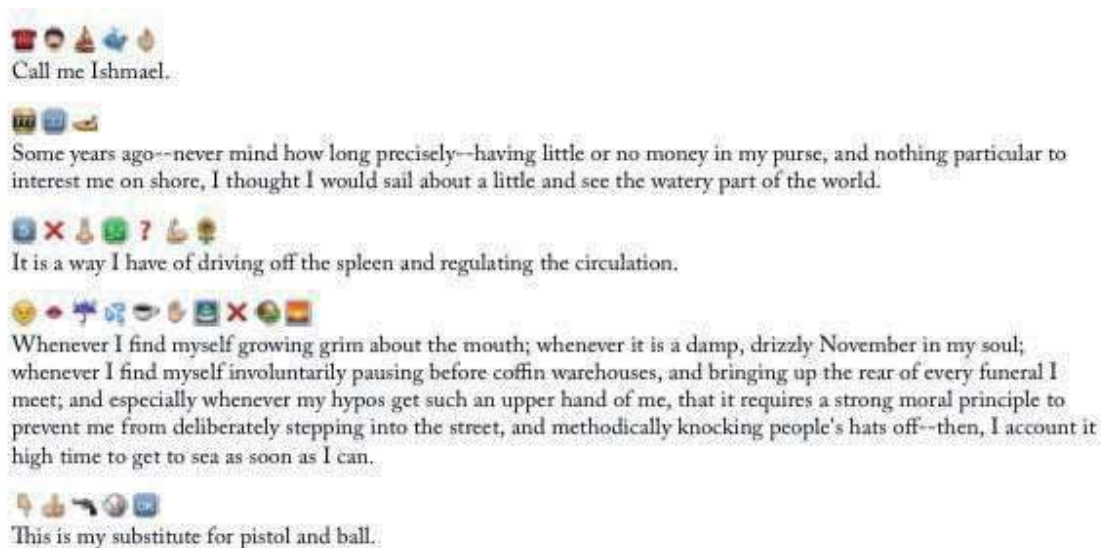 Call me Ishmael.
Some years ago--never mind how long precisely--having little or no money in my purse, and nothing particular to
interest me on shore, I thought I would sail about a little and see the watery part of the world.
It is a way I have of driving off the spleen and regulating the circulation.
Whenever I find myself growing grim about the mouth; whenever it is a damp, drizzly November in my soul;
whenever I find myself involuntarily pausing before coffin warehouses, and bringing up the rear of every funeral I
meet; and especially whenever my hypos get such an upper hand of me, that it requires a strong moral principle to
prevent me from deliberately stepping into the street, and methodically knocking people's hats off--then, I account it
high time to get to sea as soon as I can.
OK
This is my substitute for pistol and ball.